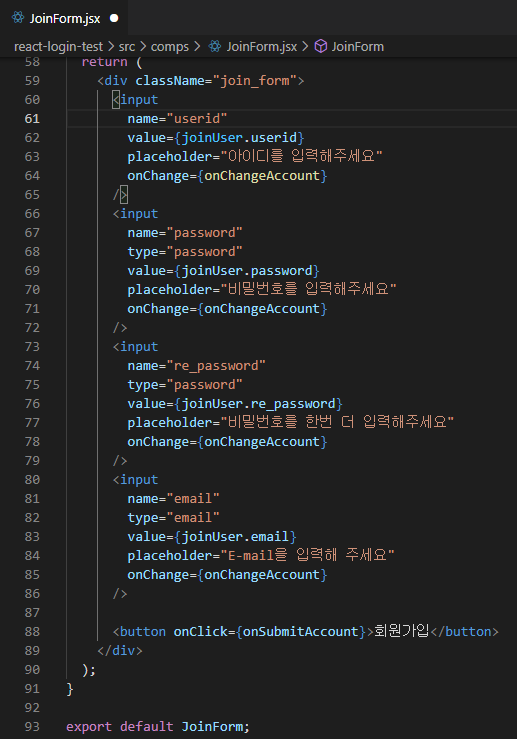 JoinForm.jsx
react-login-test > src > comps > JoinForm.jsx > JoinForm
58 return (
59 <div className="join_form">
60 <input
61 name="userid"
62 value={joinUser.userid}
63 placeholder="아이디를 입력해주세요"
64 onChange={onChangeAccount}
65 />
66 <input
67 name="password"
68 type="password"
69 value={joinUser.password}
70 placeholder="비밀번호를 입력해주세요"
71 onChange={onChangeAccount}
72 />
73 <input
74 name="re_password"
75 type="password"
76 value={joinUser.re_password}
77 placeholder="비밀번호를 한번 더 입력해주세요"
78 onChange={onChangeAccount}
79 />
80 <input
81 name="email"
82 type="email"
83 value={joinUser.email}
84 placeholder="E-mail을 입력해 주세요"
85 onChange={onChangeAccount}
86 />
87
88 <button onClick={onSubmitAccount}>회원가입</button>
89 </div>
90 );
91 }
92
93 export default JoinForm;